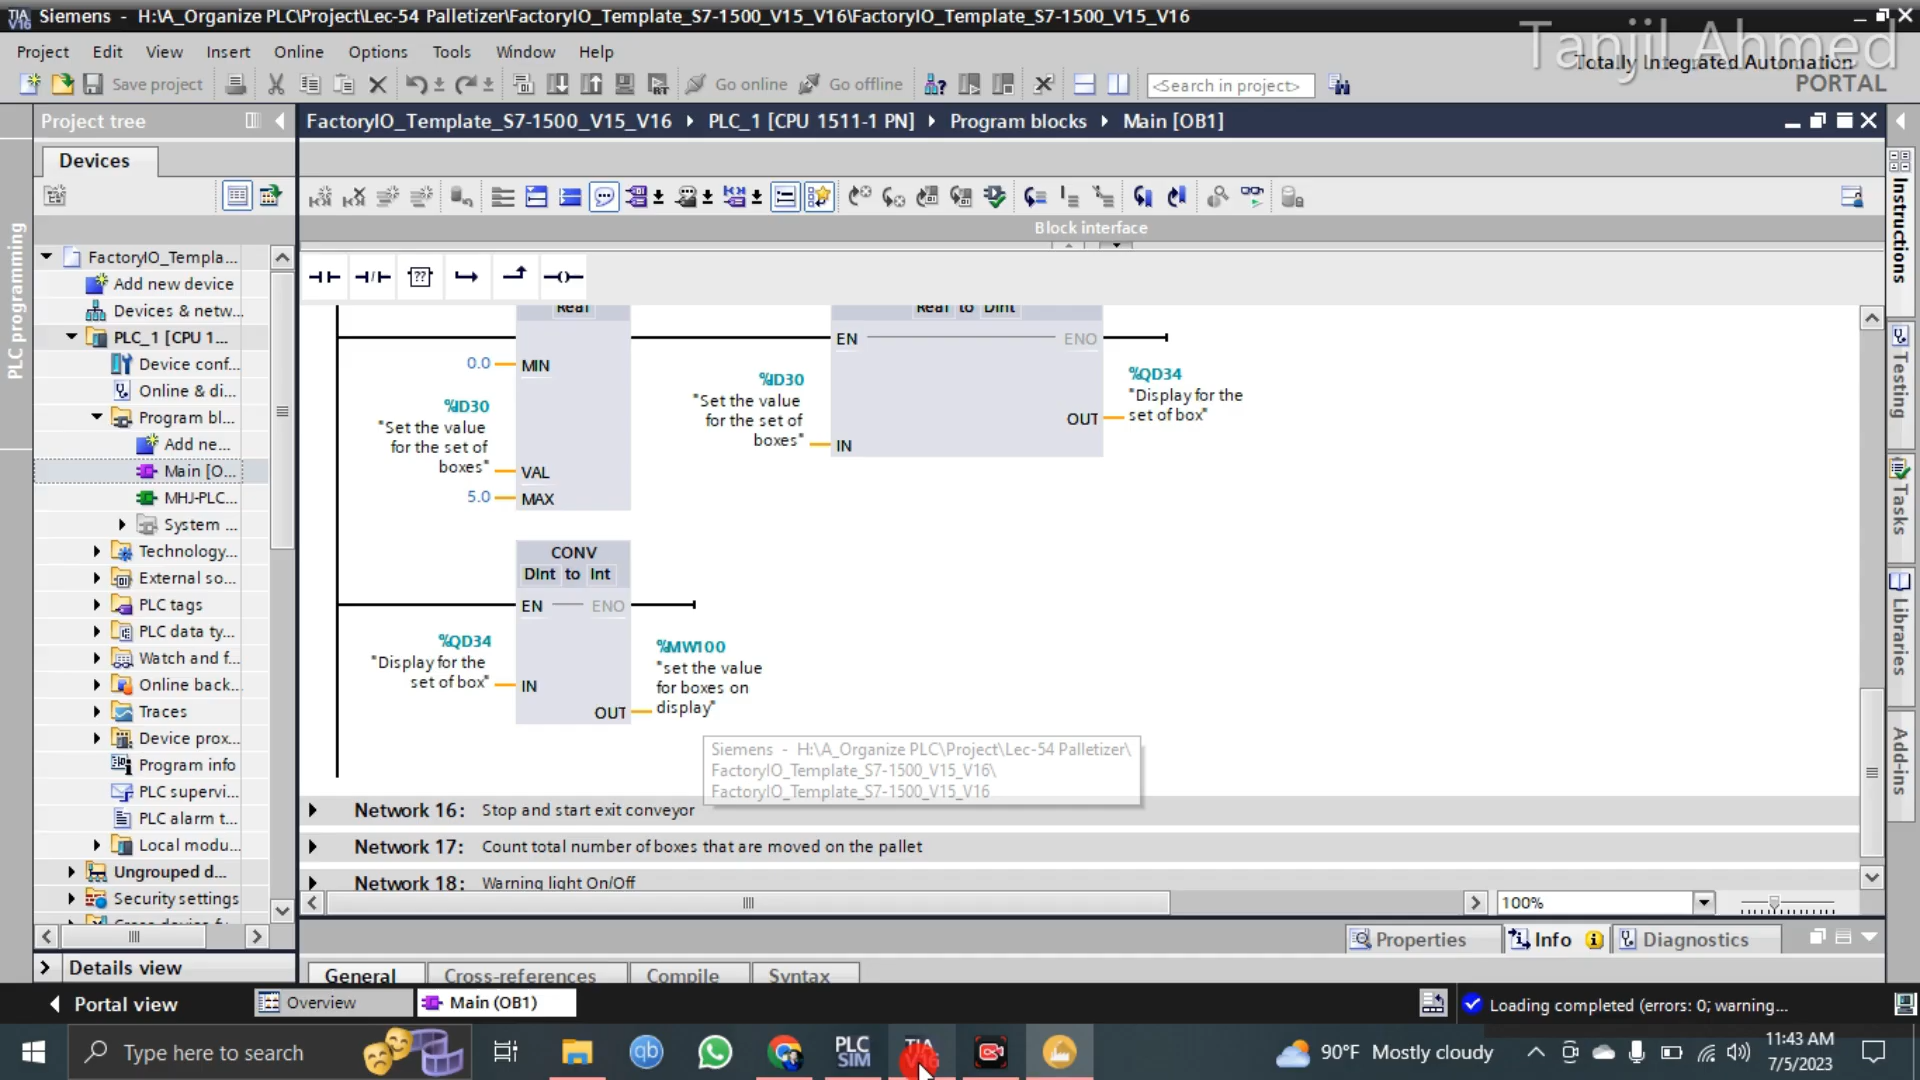 Siemens - H:\A_Organize PLC\Project\Lec-54 Palletizer\FactoryIO_Template_S7-1500_V15_V16\FactoryIO_Template_S7-1500_V15_V16
Tanjil Ahmed
Project Edit View Insert Online Options Tools Window Help
Totally Integrated Automation
PORTAL
Save project
Go online
Go offline
<Search in project>
Project tree
FactoryIO_Template_S7-1500_V15_V16 PLC_1 [CPU 1511-1 PN] Program blocks Main [OB1]
Devices
Block interface
PLC programming
FactoryIO_Templa...
Add new device
Devices & netw...
PLC_1 [CPU 1...
Device conf...
Online & di...
Program bl...
Add ne...
Main [O...
MHJ-PLC...
System ...
Technology...
External so...
PLC tags
PLC data ty...
Watch and f...
Online back...
Traces
Device prox...
Program info
PLC supervi...
PLC alarm t...
Local modu...
Ungrouped d...
Security settings
Details view
??
Real
Real to Dint
EN
ENO
0.0
MIN
%ID30
"Set the value
for the set of
boxes"
VAL
5.0
MAX
%ID30
"Set the value
for the set of
boxes"
IN
OUT
%QD34
"Display for the
set of box"
CONV
DInt to Int
EN
ENO
%QD34
"Display for the
set of box"
IN
OUT
%MW100
"set the value
for boxes on
display"
Siemens - H:\A_Organize PLC\Project\Lec-54 Palletizer\
FactoryIO_Template_S7-1500_V15_V16\
FactoryIO_Template_S7-1500_V15_V16
Network 16: Stop and start exit conveyor
Network 17: Count total number of boxes that are moved on the pallet
Network 18: Warning light On/Off
100%
Properties
Info
Diagnostics
General
Cross-references
Compile
Syntax
Instructions
Testing
Tasks
Libraries
Add-ins
Portal view
Overview
Main (OB1)
Loading completed (errors: 0; warning...
Type here to search
qb
PLC
SIM
90°F Mostly cloudy
11:43 AM
7/5/2023